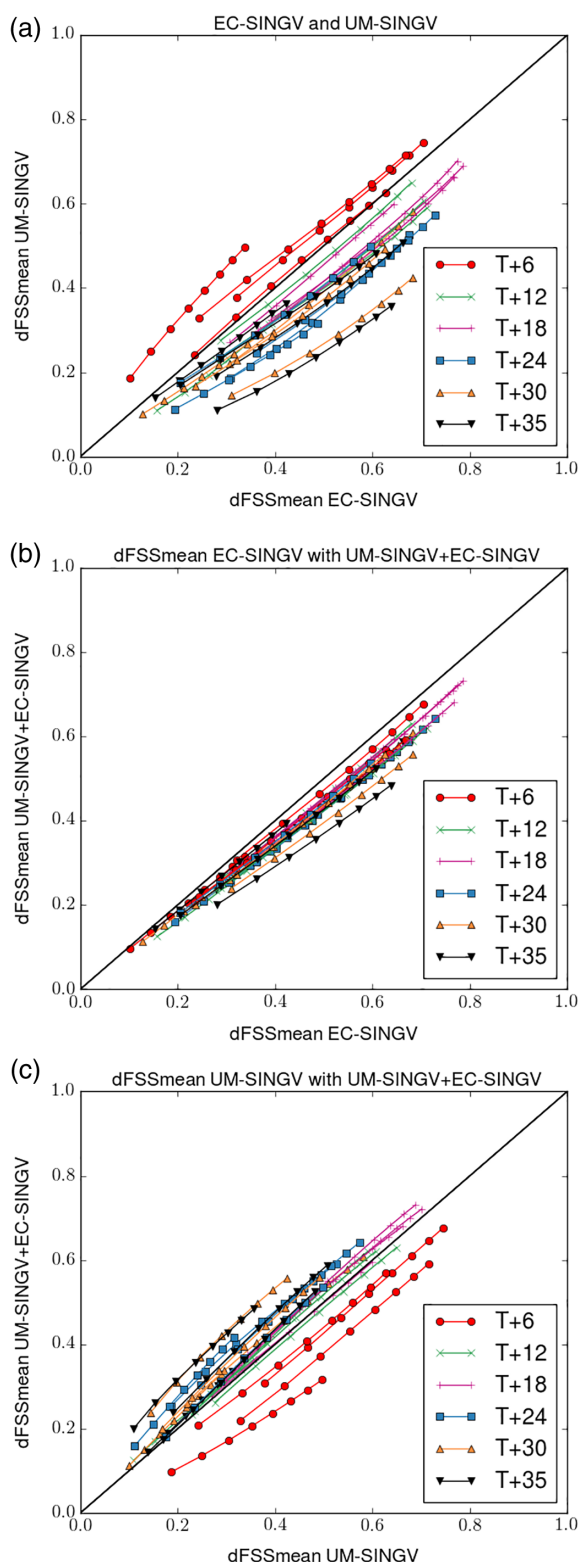 (a)
EC-SINGV and UM-SINGV
1.0
0.8
0.6
0.4
0.2
0.0
dFSSmean UM-SINGV
T+6
T+12
T+18
T+24
T+30
T+35
0.0 0.2 0.4 0.6 0.8 1.0
dFSSmean EC-SINGV
(b)
dFSSmean EC-SINGV with UM-SINGV+EC-SINGV
1.0
0.8
0.6
0.4
0.2
0.0
dFSSmean UM-SINGV+EC-SINGV
T+6
T+12
T+18
T+24
T+30
T+35
0.0 0.2 0.4 0.6 0.8 1.0
dFSSmean EC-SINGV
(c)
dFSSmean UM-SINGV with UM-SINGV+EC-SINGV
1.0
0.8
0.6
0.4
0.2
0.0
dFSSmean UM-SINGV+EC-SINGV
T+6
T+12
T+18
T+24
T+30
T+35
0.0 0.2 0.4 0.6 0.8 1.0
dFSSmean UM-SINGV